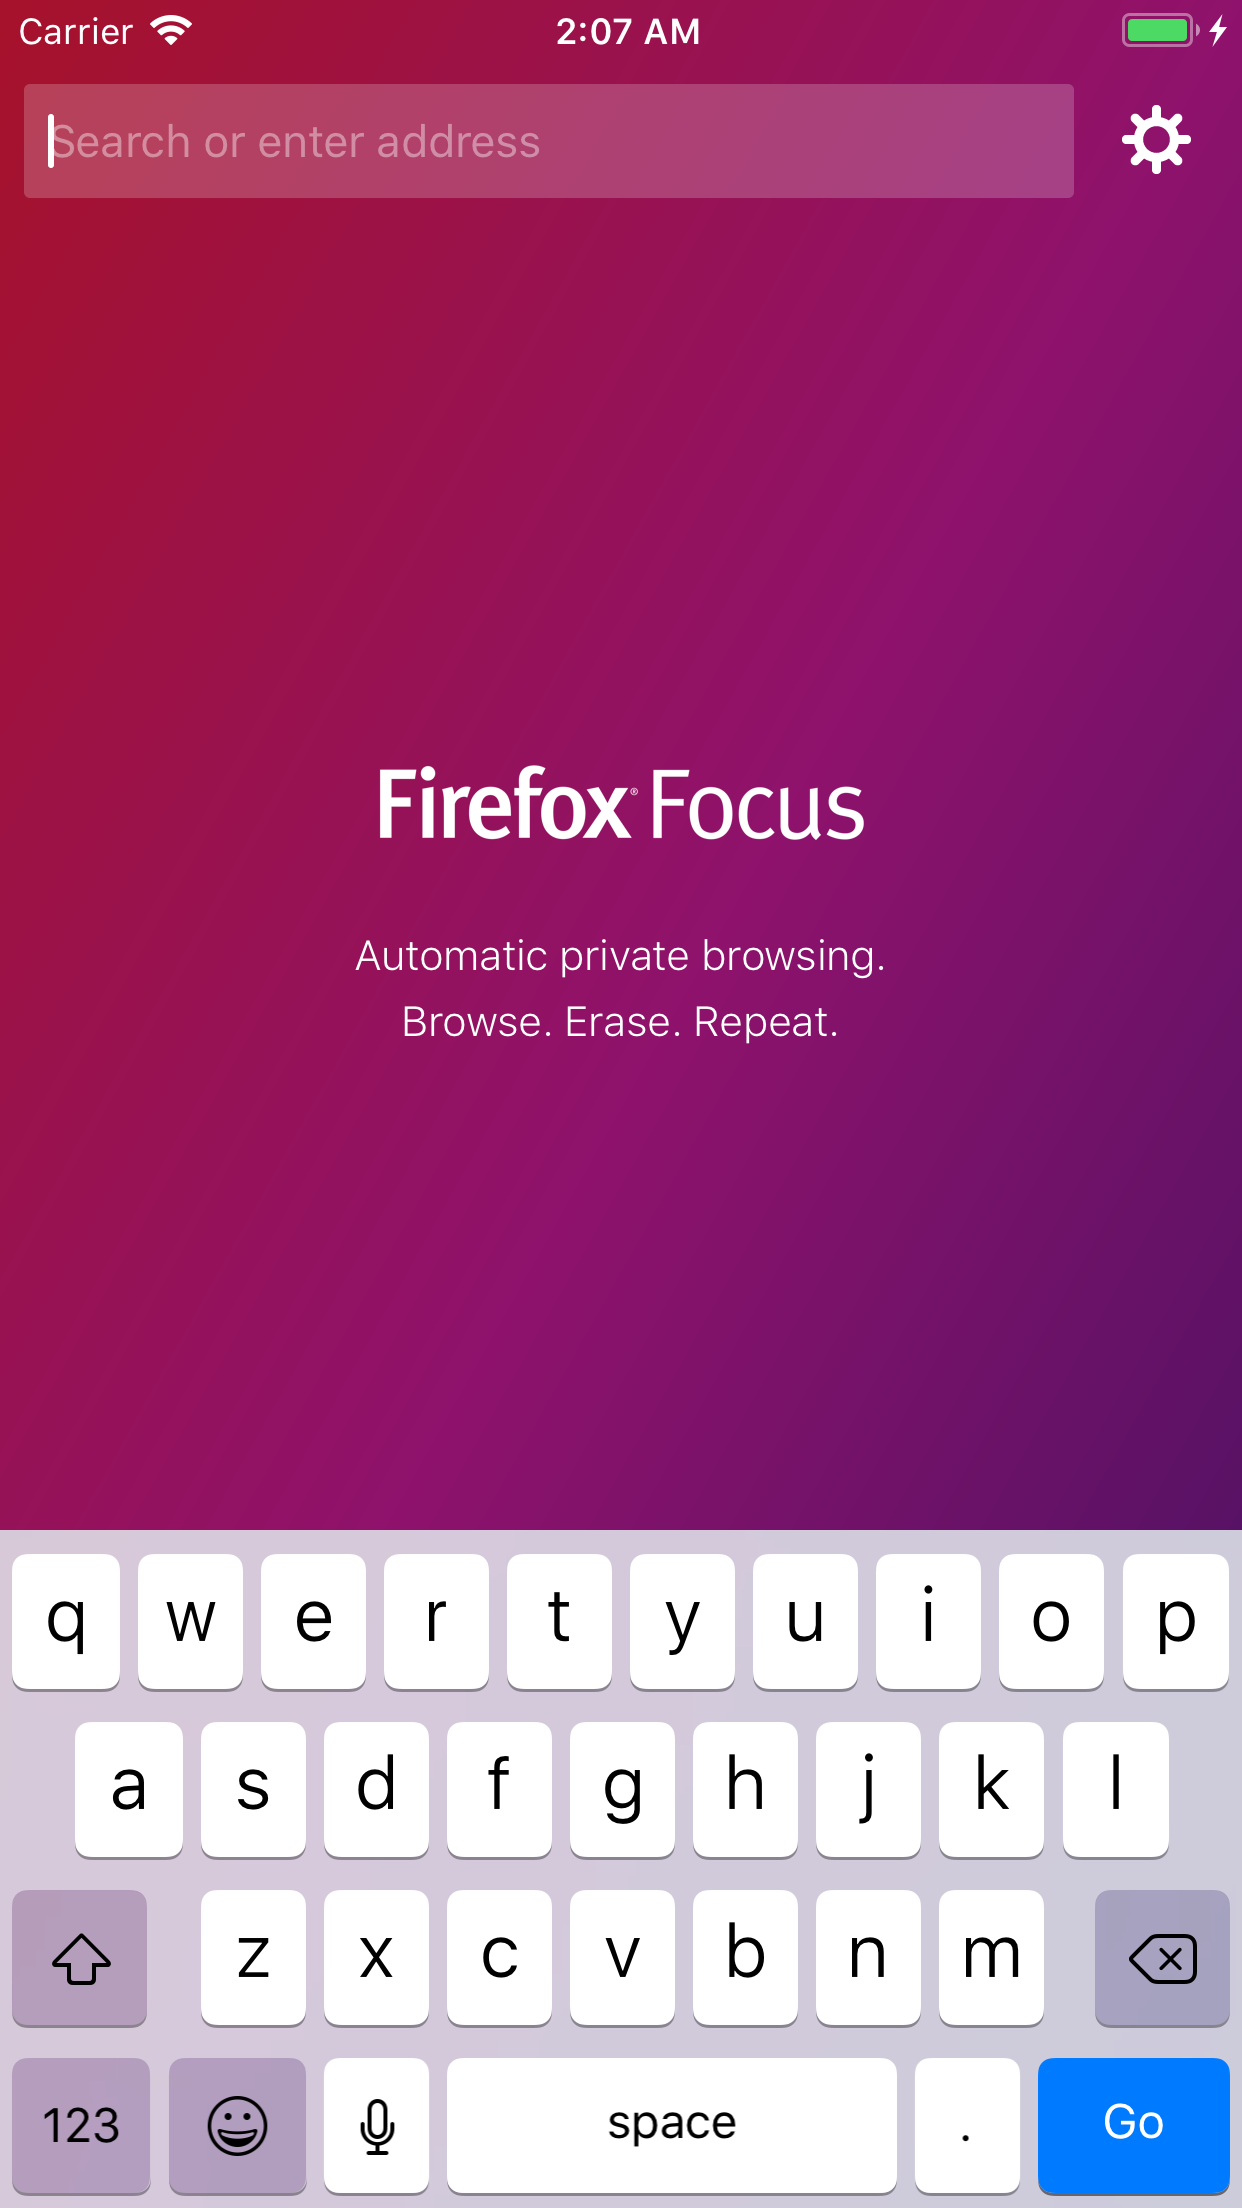 Carrier 2:07 AM
Search or enter address
Firefox® Focus
Automatic private browsing.
Browse. Erase. Repeat.
q w e r t y u i o p
a s d f g h j k l
z x c v b n m
123 space . Go